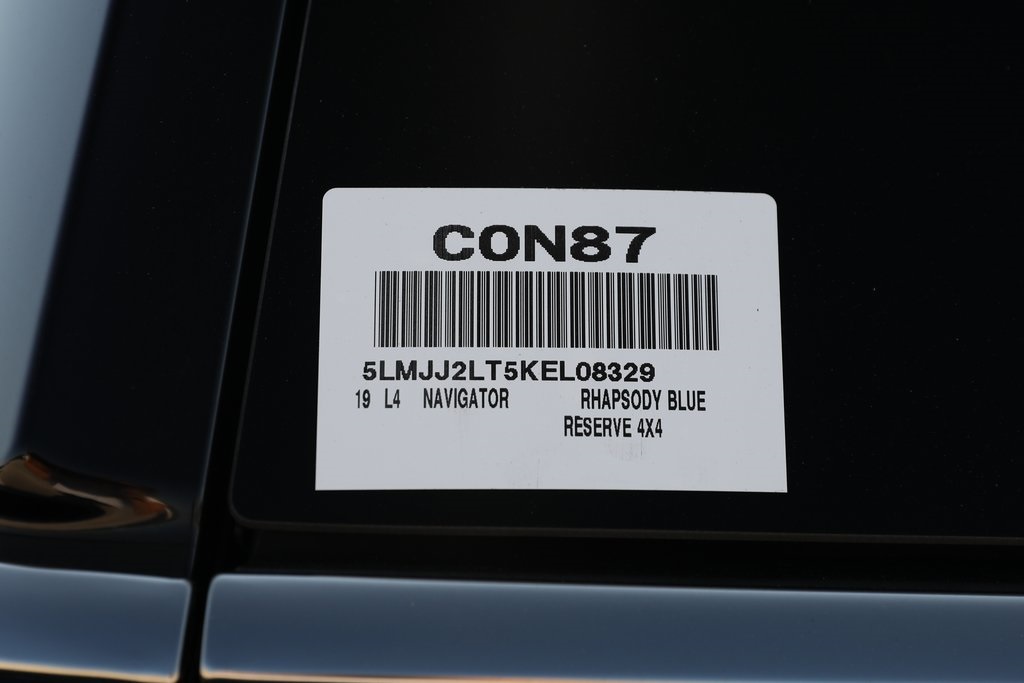 CON87
5LMJJ2LT5KEL08329
19 L4 NAVIGATOR RHAPSODY BLUE
RESERVE 4X4